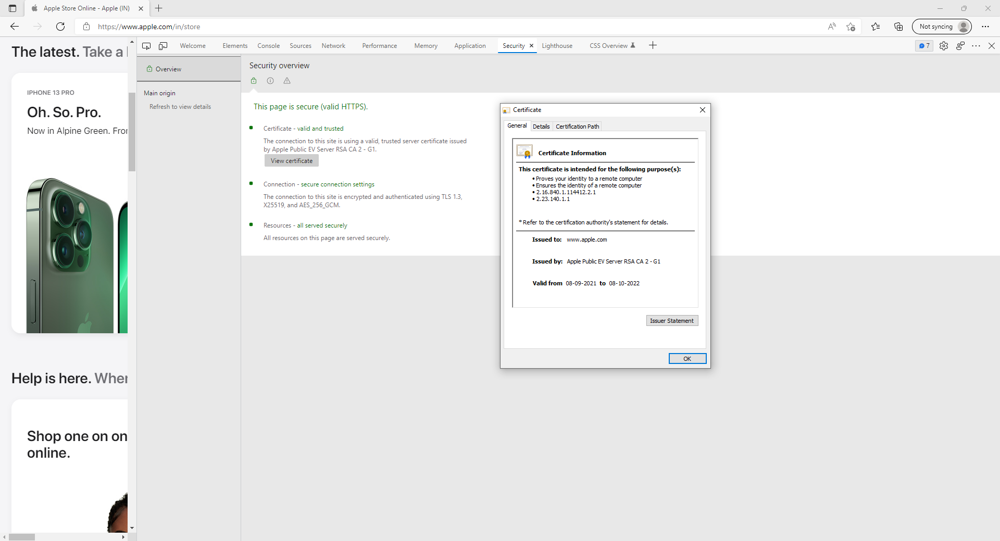 Apple Store Online - Apple (IN)
https://www.apple.com/in/store
Not syncing
Welcome Elements Console Sources Network Performance Memory Application Security Lighthouse CSS Overview
7
The latest. Take a
IPHONE 13 PRO
Oh. So. Pro.
Now in Alpine Green. From
Help is here.
Shop one on
online.
Overview
Main origin
Refresh to view details
Security overview
This page is secure (valid HTTPS).
Certificate - valid and trusted
The connection to this site is using a valid, trusted server certificate issued
by Apple Public EV Server RSA CA 2 - G1.
View certificate
Connection - secure connection settings
The connection to this site is encrypted and authenticated using TLS 1.3,
X25519, and AES_256_GCM.
Resources - all served securely
All resources on this page are served securely.
Certificate
General Details Certification Path
Certificate Information
This certificate is intended for the following purpose(s):
• Proves your identity to a remote computer
• Ensures the identity of a remote computer
• 2.16.840.1.114412.2.1
• 2.23.140.1.1
* Refer to the certification authority's statement for details.
Issued to: www.apple.com
Issued by: Apple Public EV Server RSA CA 2 - G1
Valid from 08-09-2021 to 08-10-2022
Issuer Statement
OK